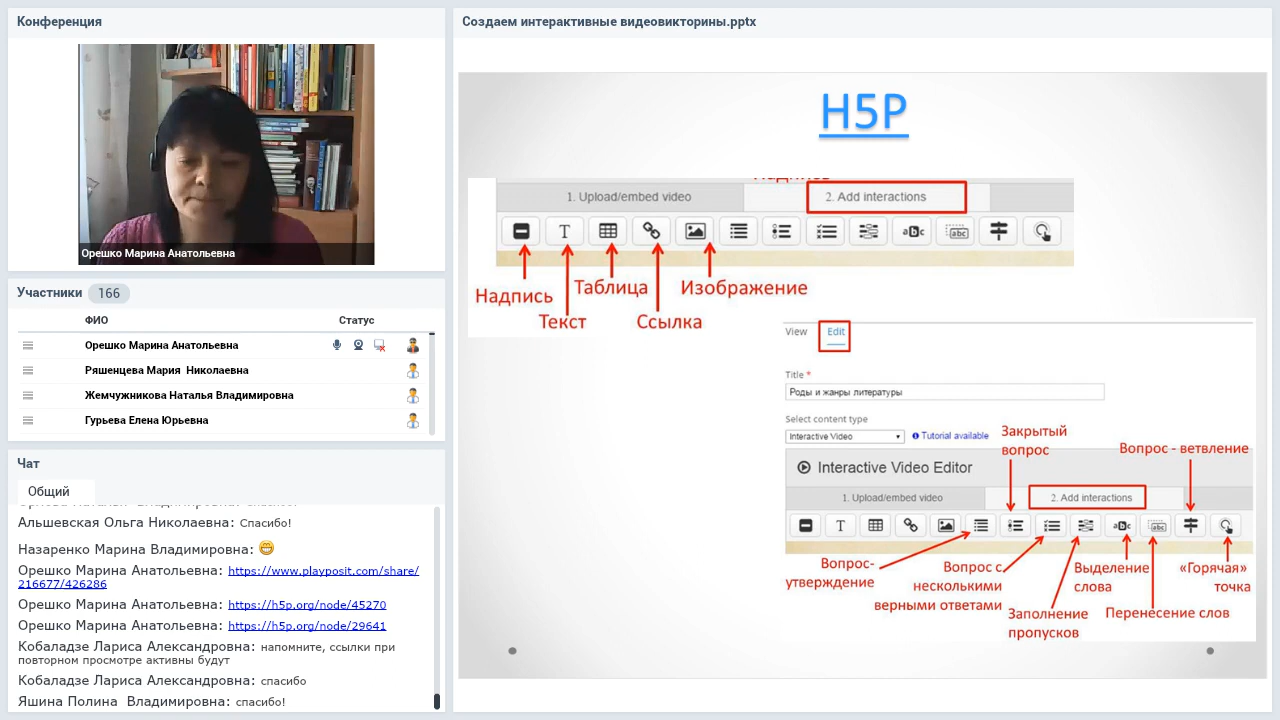 Конференция
Орешко Марина Анатольевна
Участники 166
ФИО Статус
Орешко Марина Анатольевна
Ряшенцева Мария Николаевна
Жемчужникова Наталья Владимировна
Гурьева Елена Юрьевна
Чат
Общий
Альшевская Ольга Николаевна: Спасибо!
Назаренко Марина Владимировна:
Орешко Марина Анатольевна: https://www.playposit.com/share/
216677/426286
Орешко Марина Анатольевна: https://h5p.org/node/45270
Орешко Марина Анатольевна: https://h5p.org/node/29641
Кобаладзе Лариса Александровна: напомните, ссылки при
повторном просмотре активны будут
Кобаладзе Лариса Александровна: спасибо
Яшина Полина Владимировна: спасибо!
Создаем интерактивные видеовикторины.pptx
H5P
1. Upload/embed video 2. Add interactions
T abc abc
Надпись Таблица Изображение
Текст Ссылка
View Edit
Title *
Роды и жанры литературы
Select content type
Interactive Video Tutorial available
Закрытый
вопрос
Вопрос - ветвление
Interactive Video Editor
1. Upload/embed video 2. Add interactions
T abc abc
Вопрос-
утверждение
Вопрос с
несколькими
верными ответами
Заполнение
пропусков
Выделение
слова
Перенесение слов
«Горячая»
точка